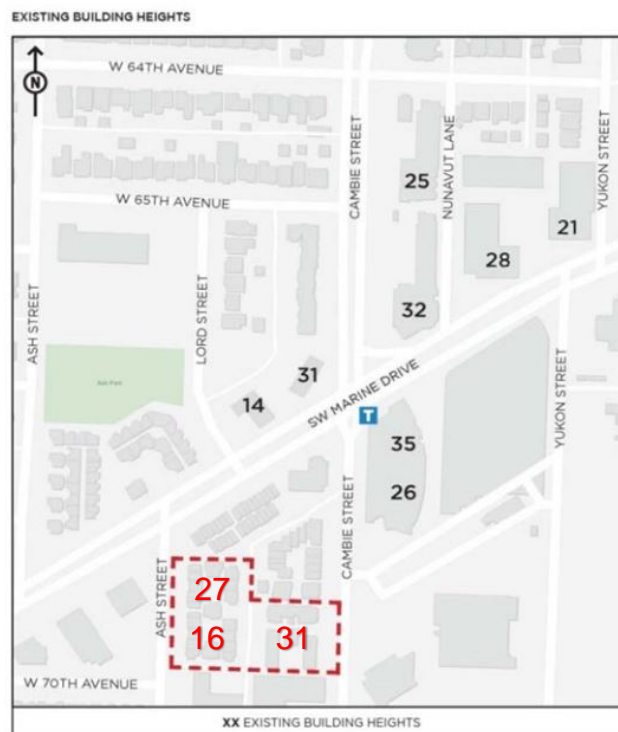 EXISTING BUILDING HEIGHTS
N
W 64TH AVENUE
CAMBIE STREET
NUNAVUT LANE
YUKON STREET
25
W 65TH AVENUE
21
28
ASH STREET
LORD STREET
32
31
SW MARINE DRIVE
Ash Park
14
T
YUKON STREET
35
26
CAMBIE STREET
ASH STREET
27
16
31
W 70TH AVENUE
XX EXISTING BUILDING HEIGHTS